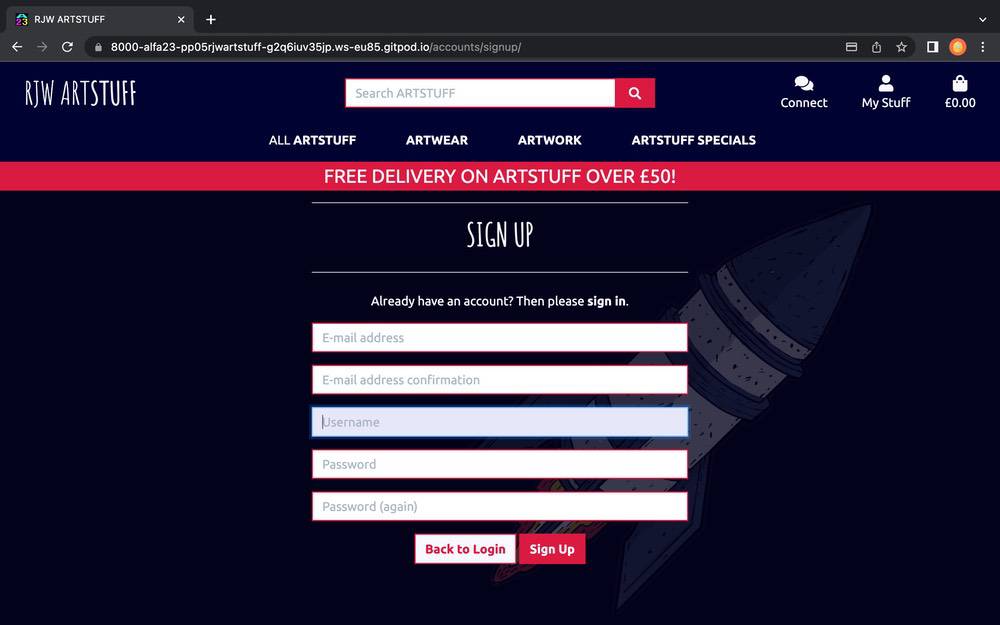 RJW ARTSTUFF
8000-alfa23-pp05rjwartstuff-g2q6iuv35jp.ws-eu85.gitpod.io/accounts/signup/
RJW ARTSTUFF
Search ARTSTUFF
Connect
My Stuff
£0.00
ALL ARTSTUFF
ARTWEAR
ARTWORK
ARTSTUFF SPECIALS
FREE DELIVERY ON ARTSTUFF OVER £50!
SIGN UP
Already have an account? Then please sign in.
E-mail address
E-mail address confirmation
Username
Password
Password (again)
Back to Login
Sign Up